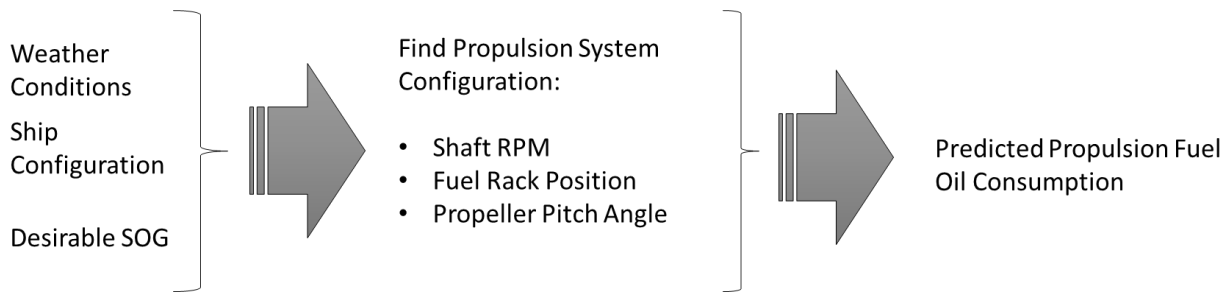 Weather
Conditions
Ship
Configuration
Desirable SOG
Find Propulsion System
Configuration:
• Shaft RPM
• Fuel Rack Position
• Propeller Pitch Angle
Predicted Propulsion Fuel
Oil Consumption